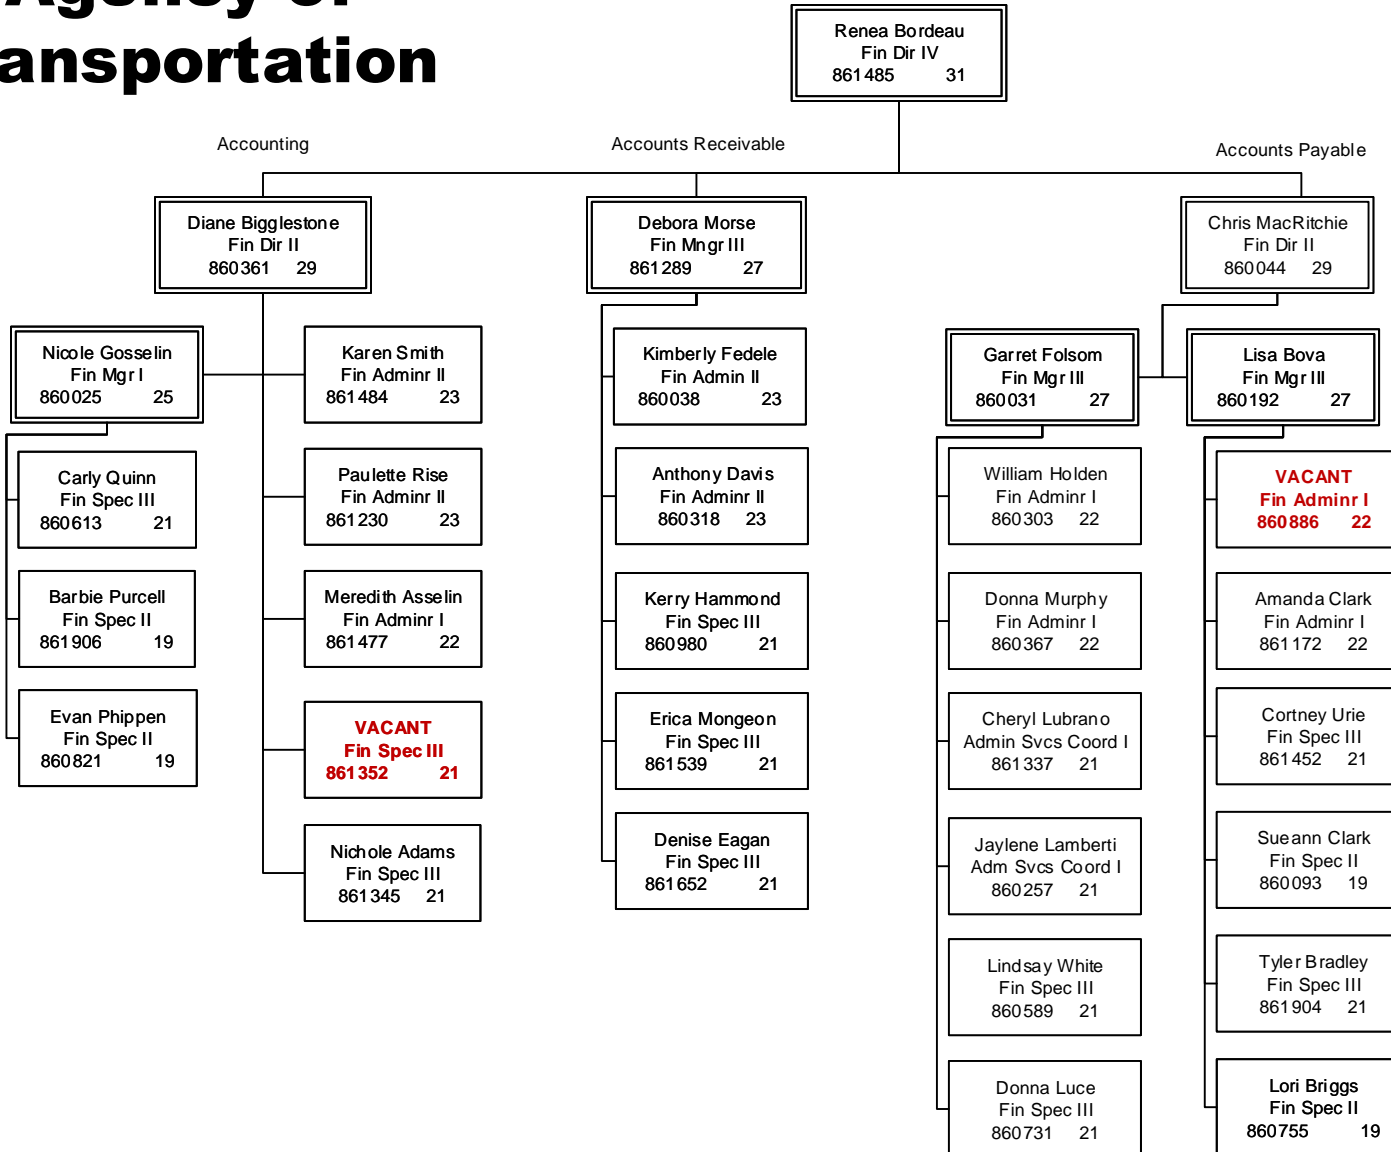 Agency of
ansportation
Renea Bordeau
Fin Dir IV
861485 31
Accounting
Accounts Receivable
Accounts Payable
Diane Bigglestone
Fin Dir II
860361 29
Debora Morse
Fin Mngr III
861289 27
Chris MacRitchie
Fin Dir II
860044 29
Nicole Gosselin
Fin Mgr I
860025 25
Karen Smith
Fin Adminr II
861484 23
Kimberly Fedele
Fin Admin II
860038 23
Garret Folsom
Fin Mgr III
860031 27
Lisa Bova
Fin Mgr III
860192 27
Carly Quinn
Fin Spec III
860613 21
Paulette Rise
Fin Adminr II
861230 23
Anthony Davis
Fin Adminr II
860318 23
William Holden
Fin Adminr I
860303 22
VACANT
Fin Adminr I
860886 22
Barbie Purcell
Fin Spec II
861906 19
Meredith Asselin
Fin Adminr I
861477 22
Kerry Hammond
Fin Spec III
860980 21
Donna Murphy
Fin Adminr I
860367 22
Amanda Clark
Fin Adminr I
861172 22
Evan Phippen
Fin Spec II
860821 19
VACANT
Fin Spec III
861352 21
Erica Mongeon
Fin Spec III
861539 21
Cheryl Lubrano
Admin Svcs Coord I
861337 21
Cortney Urie
Fin Spec III
861452 21
Nichole Adams
Fin Spec III
861345 21
Denise Eagan
Fin Spec III
861652 21
Jaylene Lamberti
Adm Svcs Coord I
860257 21
Sueann Clark
Fin Spec II
860093 19
Lindsay White
Fin Spec III
860589 21
Tyler Bradley
Fin Spec III
861904 21
Donna Luce
Fin Spec III
860731 21
Lori Briggs
Fin Spec II
860755 19